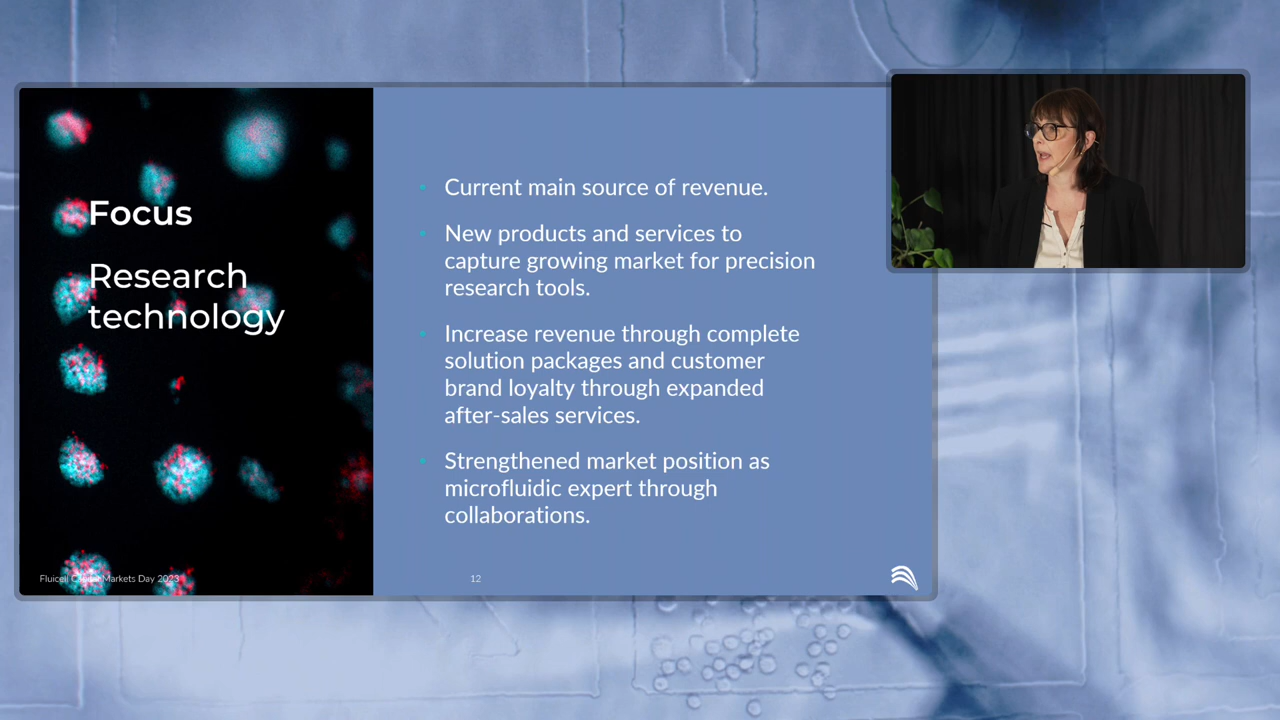 Focus
Research
technology
Current main source of revenue.
New products and services to
capture growing market for precision
research tools.
Increase revenue through complete
solution packages and customer
brand loyalty through expanded
after-sales services.
Strengthened market position as
microfluidic expert through
collaborations.
Fluicell Capital Markets Day 2023
12